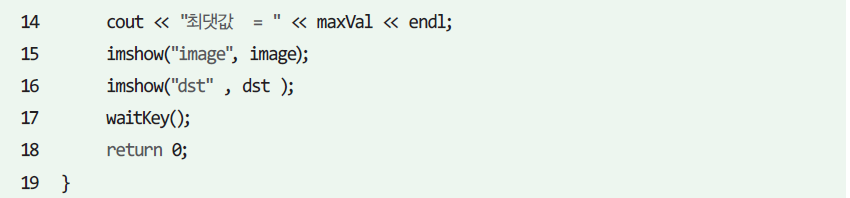 14 cout << "최댓값  = " << maxVal << endl;
15 imshow("image", image);
16 imshow("dst" , dst );
17 waitKey();
18 return 0;
19 }